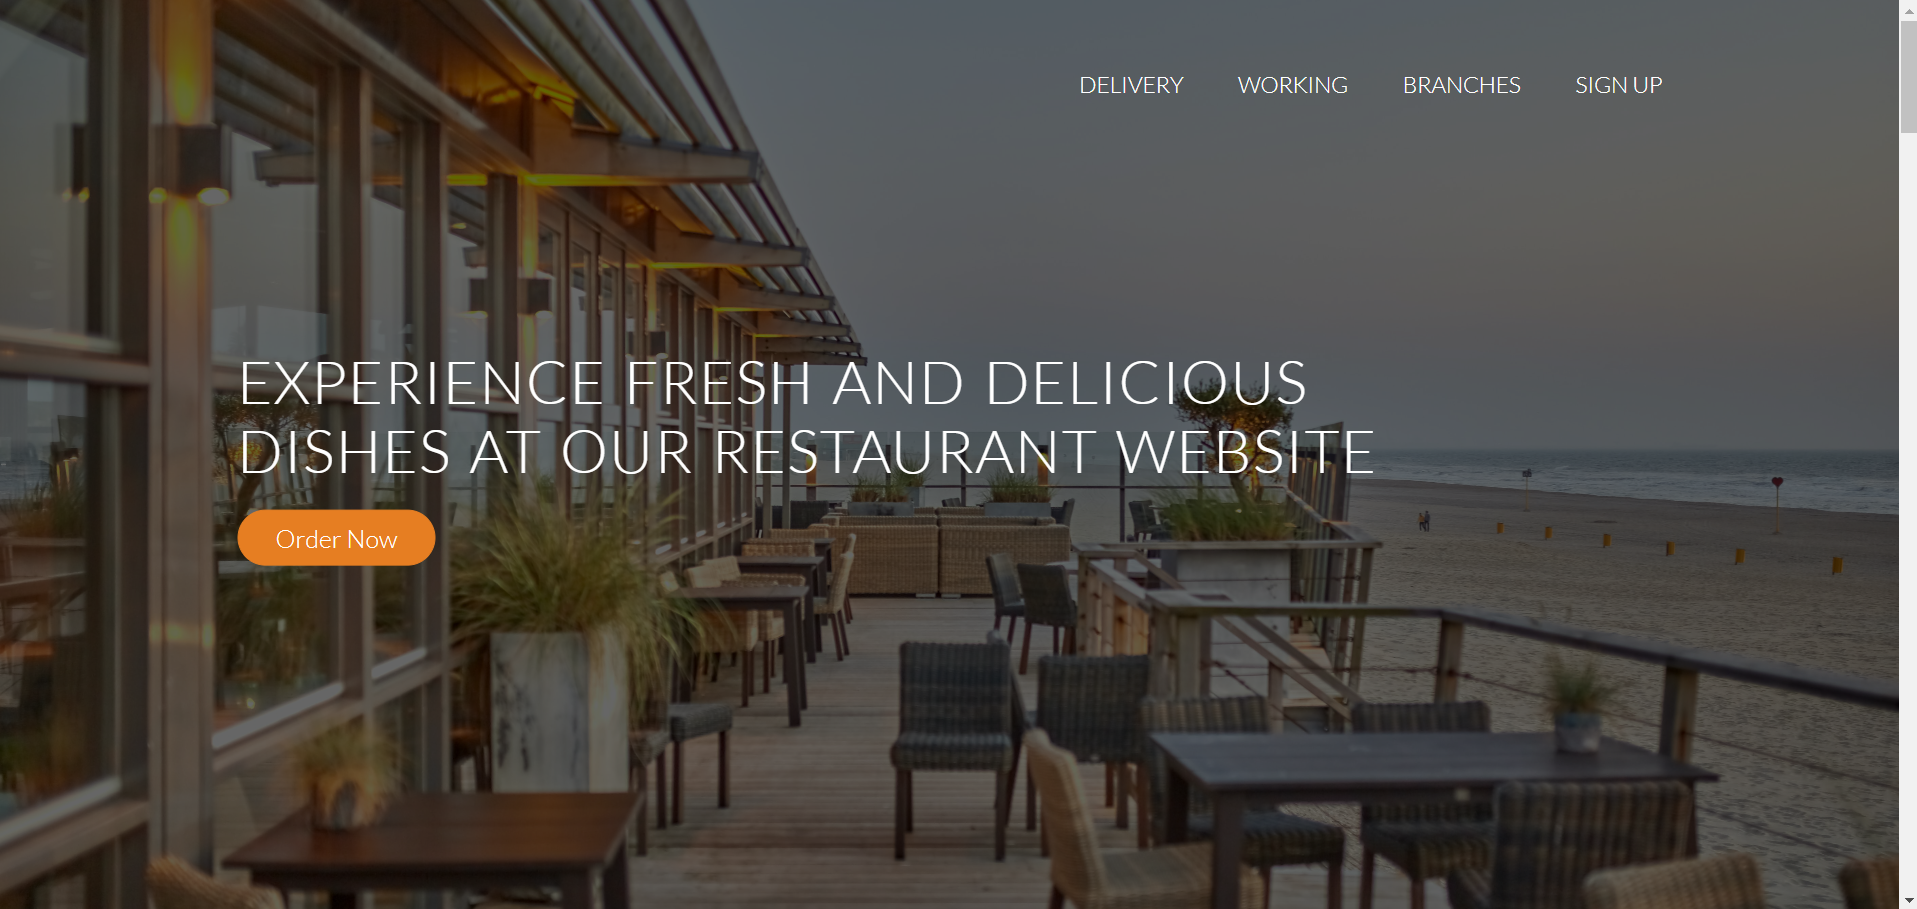 DELIVERY WORKING BRANCHES SIGN UP
EXPERIENCE FRESH AND DELICIOUS
DISHES AT OUR RESTAURANT WEBSITE
Order Now